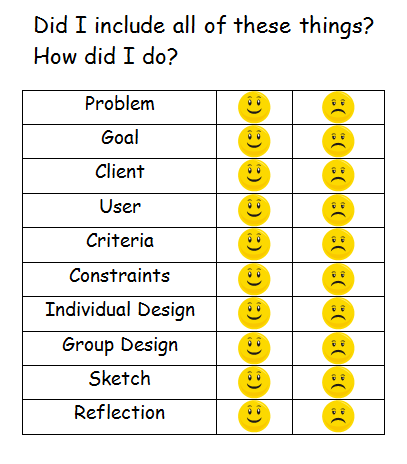 Did I include all of these things?
How did I do?
Problem
Goal
Client
User
Criteria
Constraints
Individual Design
Group Design
Sketch
Reflection